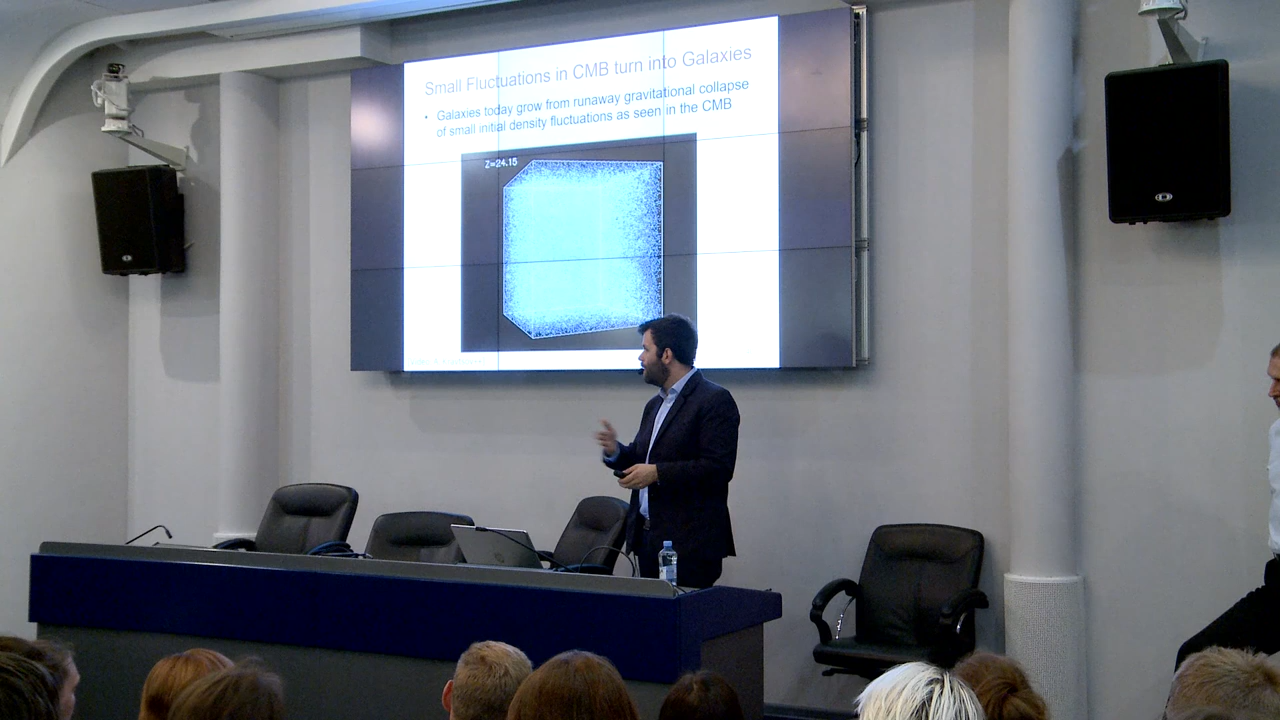 Small Fluctuations in CMB turn into Galaxies
• Galaxies today grow from runaway gravitational collapse
of small initial density fluctuations as seen in the CMB
Z=24.15